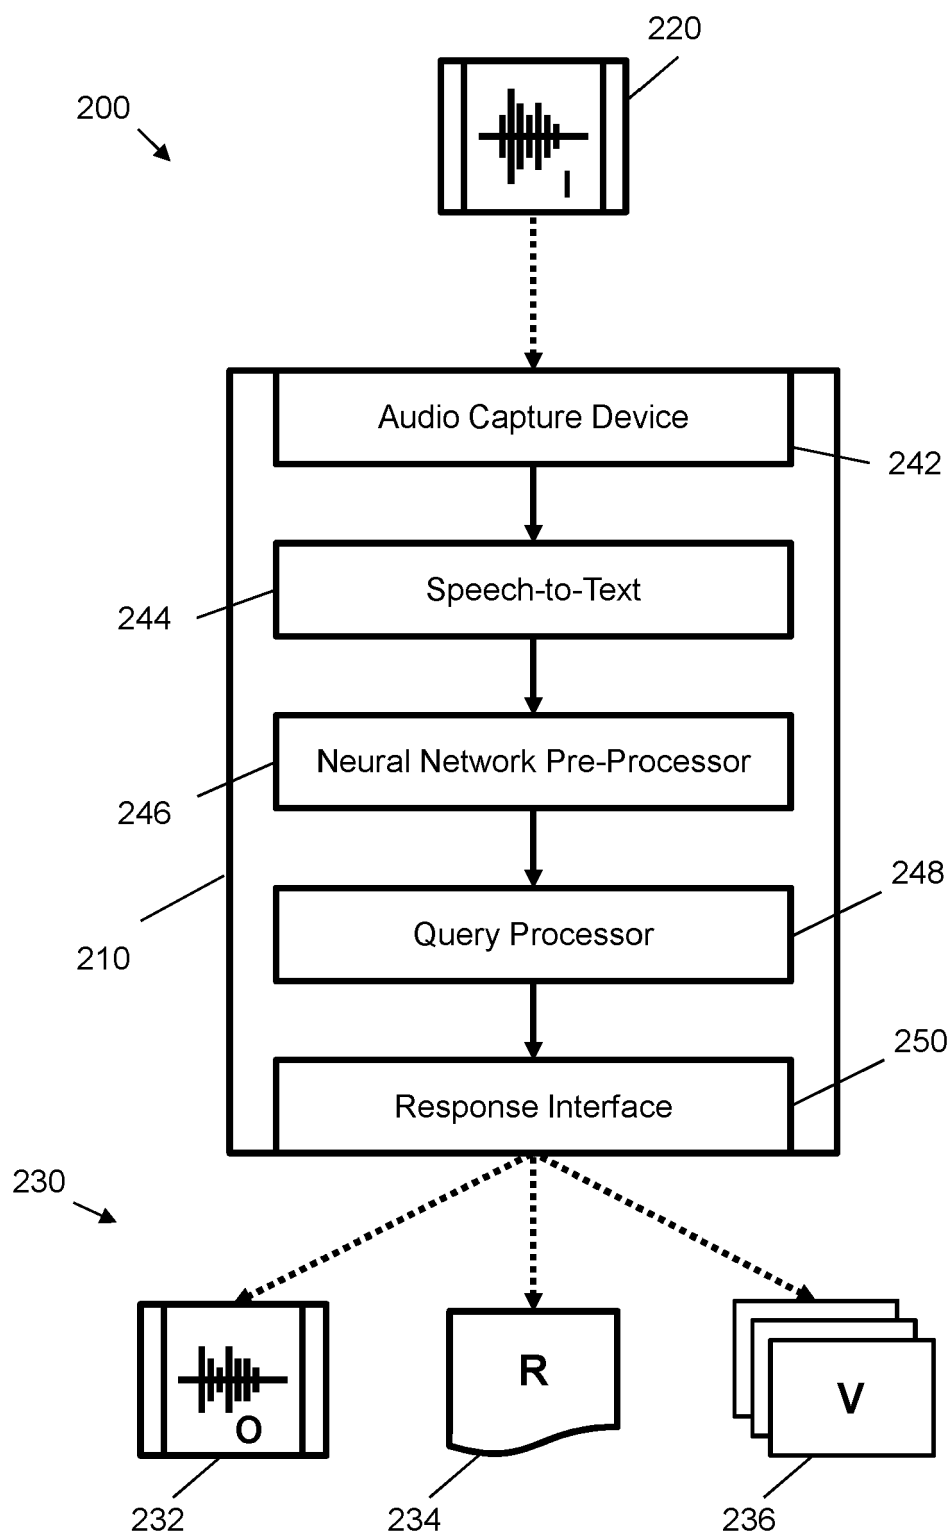 220
200
I
Audio Capture Device
242
Speech-to-Text
244
Neural Network Pre-Processor
246
248
Query Processor
210
250
Response Interface
230
R
V
O
232
234
236